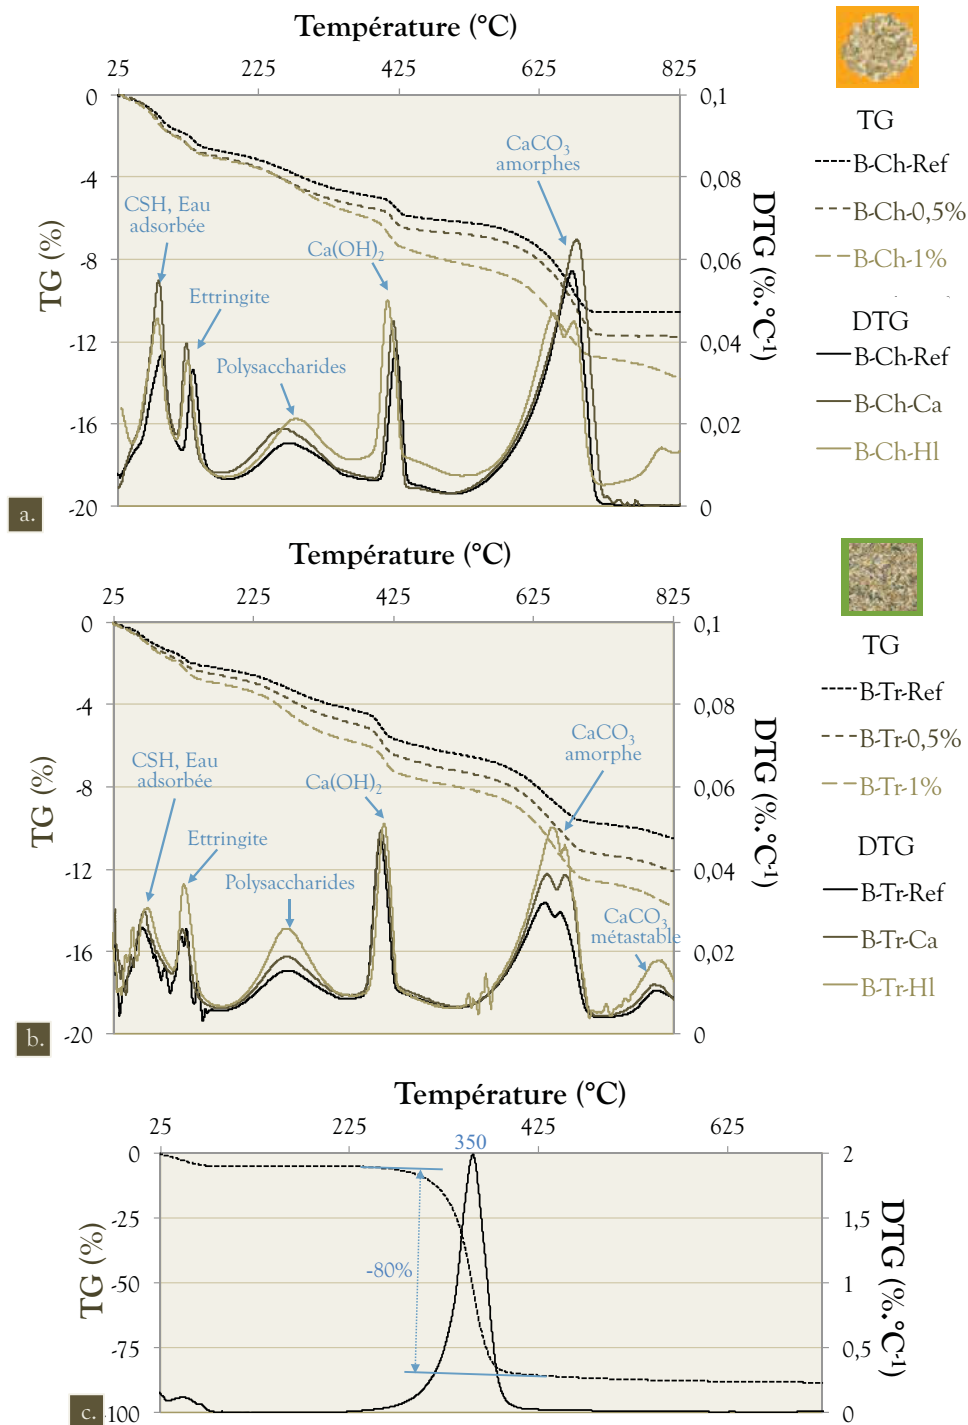 Température (°C)
25 225 425 625 825
0
-4
-8
-12
-16
-20
TG (%)
0,1
0,08
0,06
0,04
0,02
0
DTG (%.°C-1)
CaCO3
amorphes
CSH, Eau
adsorbée
Ca(OH)2
Ettringite
Polysaccharides
TG
B-Ch-Ref
B-Ch-0,5%
B-Ch-1%
DTG
B-Ch-Ref
B-Ch-Ca
B-Ch-Hl
a.
Température (°C)
25 225 425 625 825
0
-4
-8
-12
-16
-20
TG (%)
0,1
0,08
0,06
0,04
0,02
0
DTG (%.°C-1)
CaCO3
amorphe
CSH, Eau
adsorbée
Ca(OH)2
Ettringite
Polysaccharides
CaCO3
métastable
TG
B-Tr-Ref
B-Tr-0,5%
B-Tr-1%
DTG
B-Tr-Ref
B-Tr-Ca
B-Tr-Hl
b.
Température (°C)
25 225 425 625
350
0
-25
-50
-75
-100
TG (%)
2
1,5
1
0,5
0
DTG (%.°C-1)
-80%
c.